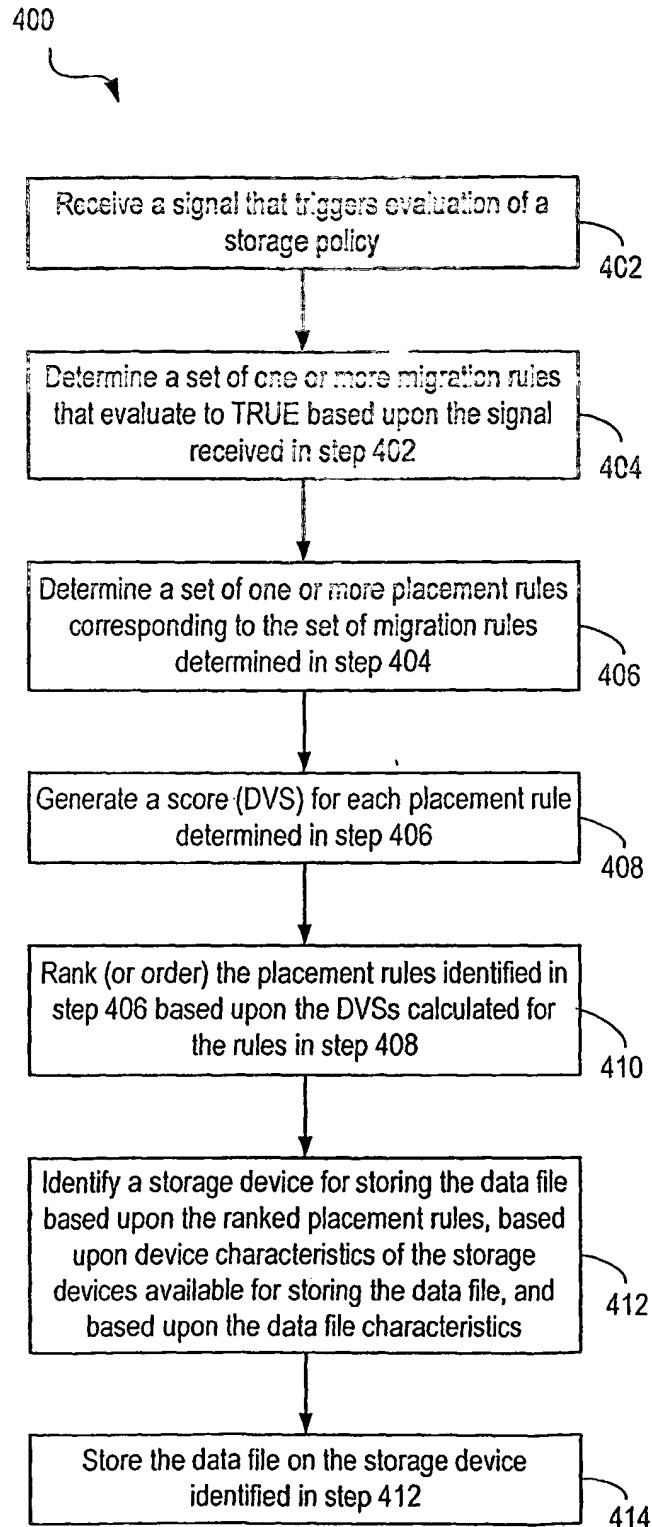 400
Receive a signal that triggers evaluation of a
storage policy
402
Determine a set of one or more migration rules
that evaluate to TRUE based upon the signal
received in step 402
404
Determine a set of one or more placement rules
corresponding to the set of migration rules
determined in step 404
406
Generate a score (DVS) for each placement rule
determined in step 406
408
Rank (or order) the placement rules identified in
step 406 based upon the DVSs calculated for
the rules in step 408
410
Identify a storage device for storing the data file
based upon the ranked placement rules, based
upon device characteristics of the storage
devices available for storing the data file, and
based upon the data file characteristics
412
Store the data file on the storage device
identified in step 412
414